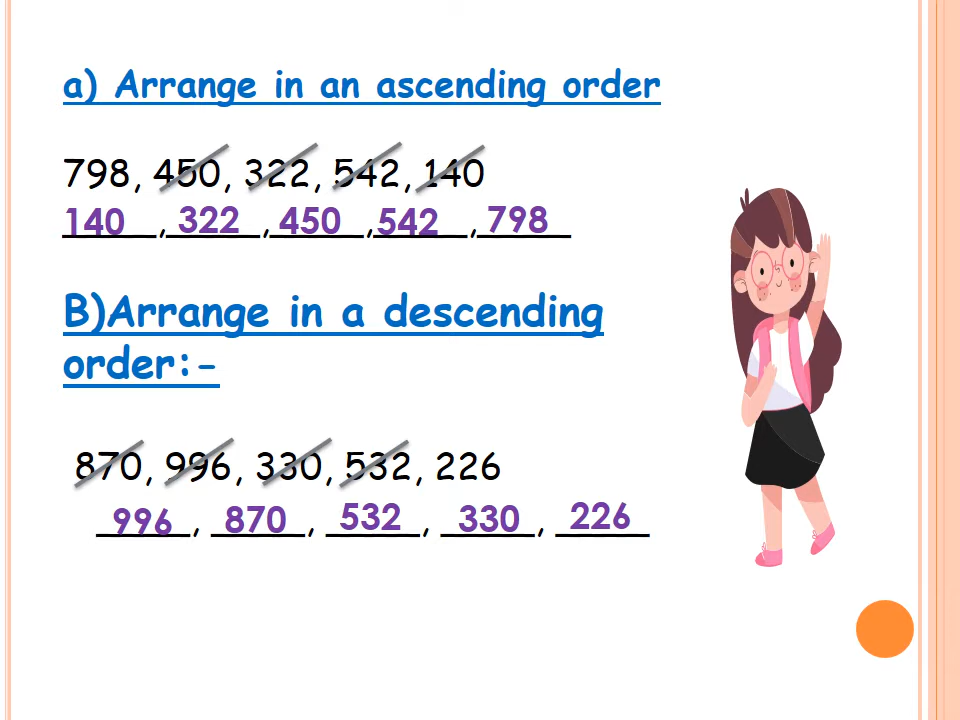 a) Arrange in an ascending order
798, 450, 322, 542, 140
140, 322, 450, 542, 798
B)Arrange in a descending
order:-
870, 996, 330, 532, 226
996, 870, 532, 330, 226